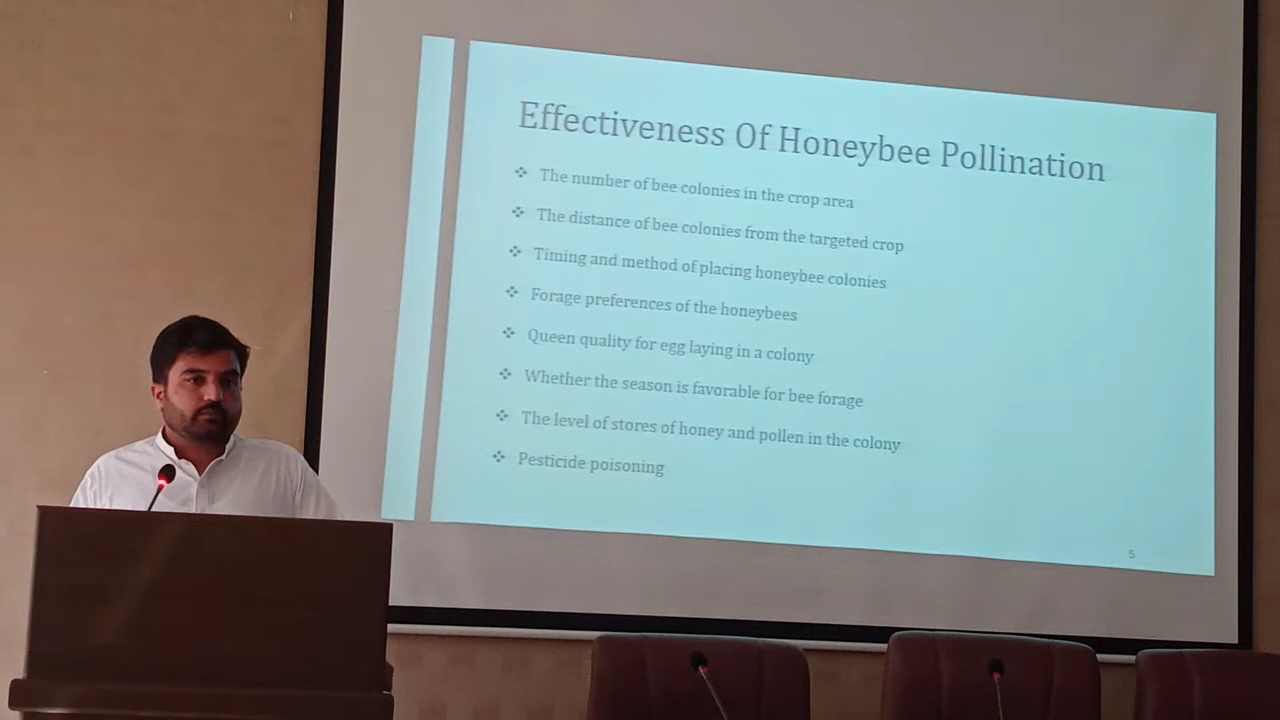 Effectiveness Of Honeybee Pollination
❖ The number of bee colonies in the crop area
❖ The distance of bee colonies from the targeted crop
❖ Timing and method of placing honeybee colonies
❖ Forage preferences of the honeybees
❖ Queen quality for egg laying in a colony
❖ Whether the season is favorable for bee forage
❖ The level of stores of honey and pollen in the colony
❖ Pesticide poisoning
5